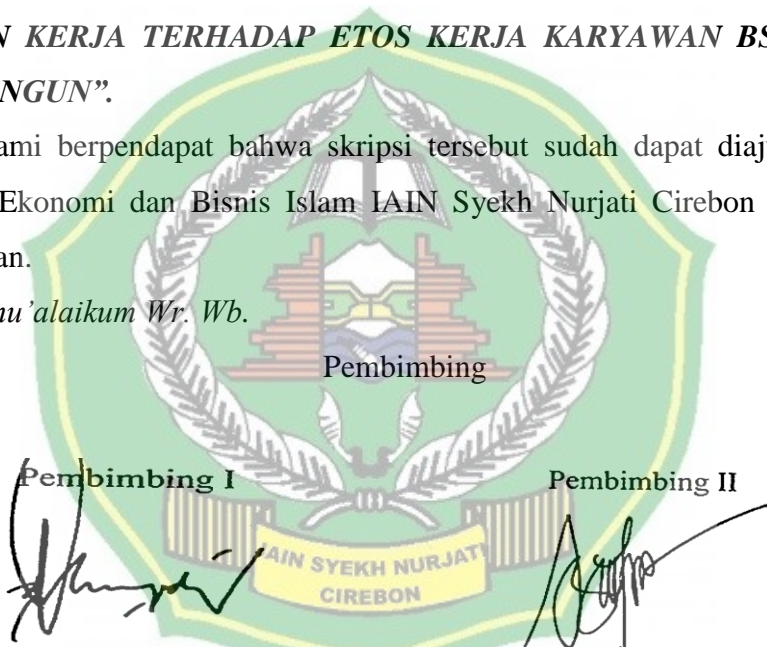 N KERJA TERHADAP ETOS KERJA KARYAWAN BS
NGUN”.
ami berpendapat bahwa skripsi tersebut sudah dapat diaj
Ekonomi dan Bisnis Islam IAIN Syekh Nurjati Cirebon
an.
nu’alaikum Wr. Wb.
Pembimbing
Pembimbing I Pembimbing II
IAIN SYEKH NURJATI
CIREBON